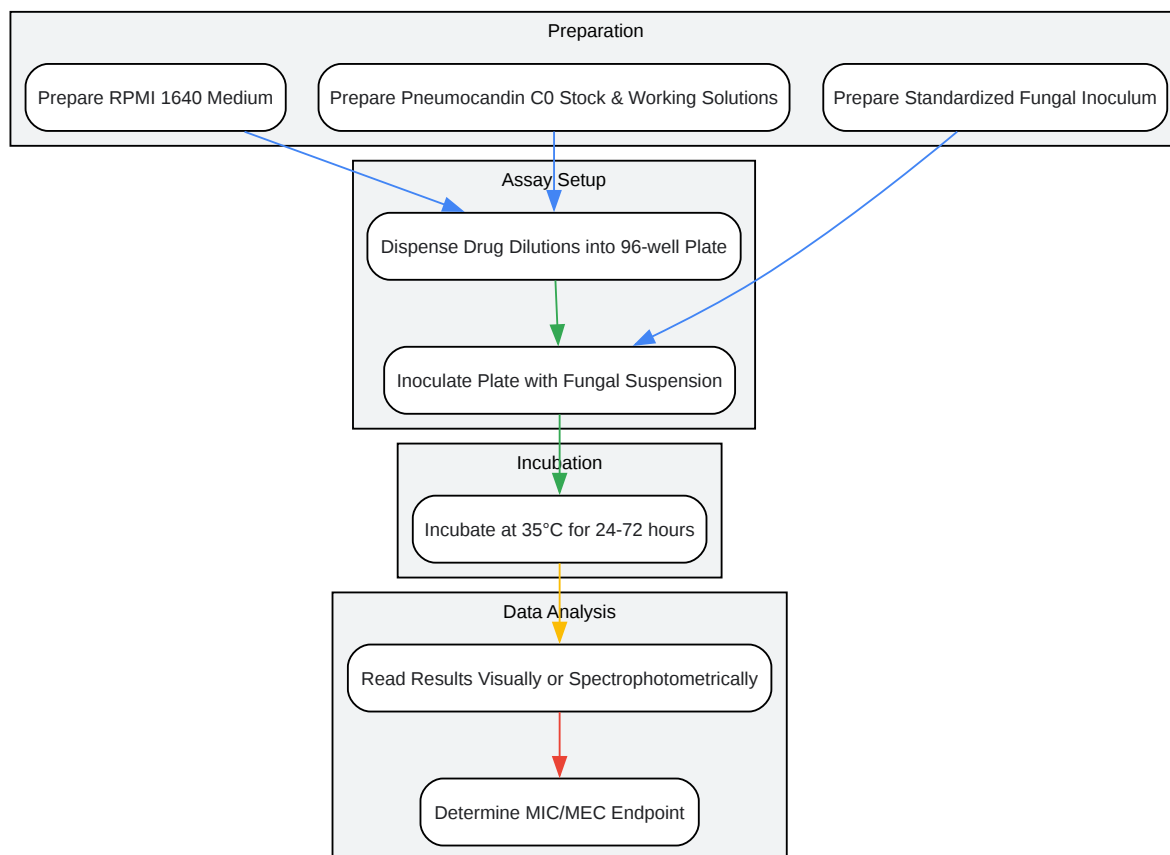 Preparation
Prepare RPMI 1640 Medium
Prepare Pneumocandin C0 Stock & Working Solutions
Prepare Standardized Fungal Inoculum
Assay Setup
Dispense Drug Dilutions into 96-well Plate
Inoculate Plate with Fungal Suspension
Incubation
Incubate at 35°C for 24-72 hours
Data Analysis
Read Results Visually or Spectrophotometrically
Determine MIC/MEC Endpoint